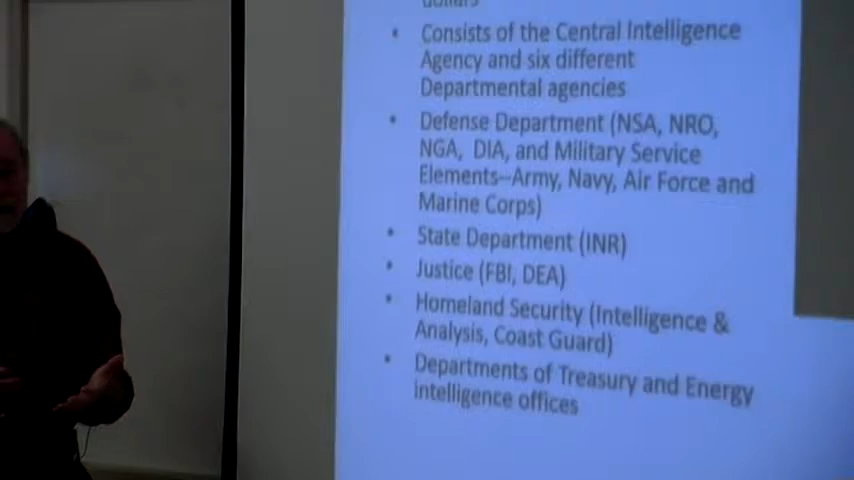 dollars
• Consists of the Central Intelligence
Agency and six different
Departmental agencies
• Defense Department (NSA, NRO,
NGA, DIA, and Military Service
Elements--Army, Navy, Air Force and
Marine Corps)
• State Department (INR)
• Justice (FBI, DEA)
• Homeland Security (Intelligence &
Analysis, Coast Guard)
• Departments of Treasury and Energy
intelligence offices